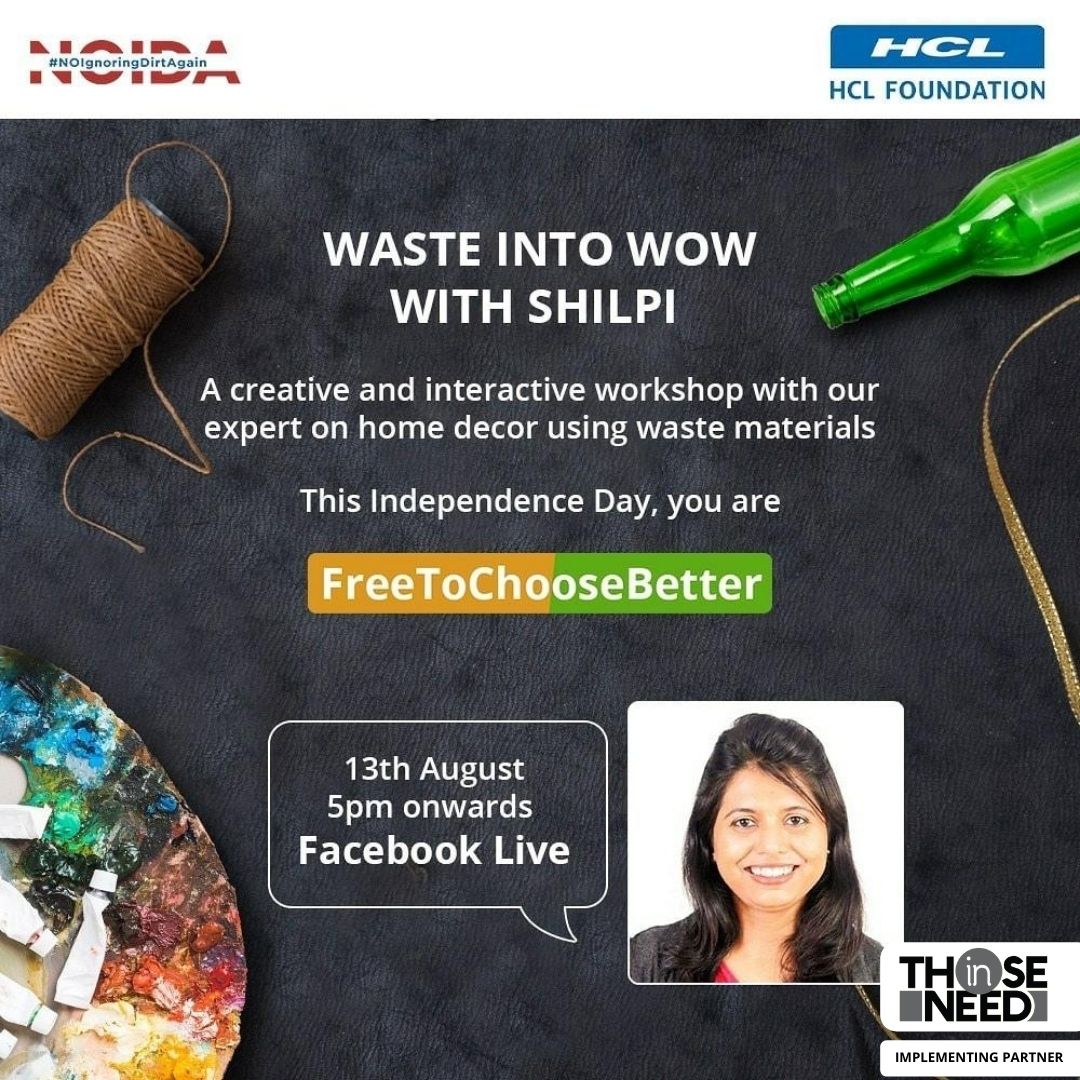 NOIDA
#NOIgnoringDirtAgain
HCL
HCL FOUNDATION
WASTE INTO WOW
WITH SHILPI
A creative and interactive workshop with our
expert on home decor using waste materials
This Independence Day, you are
FreeToChooseBetter
13th August
5pm onwards
Facebook Live
THOSE
in
NEED
IMPLEMENTING PARTNER